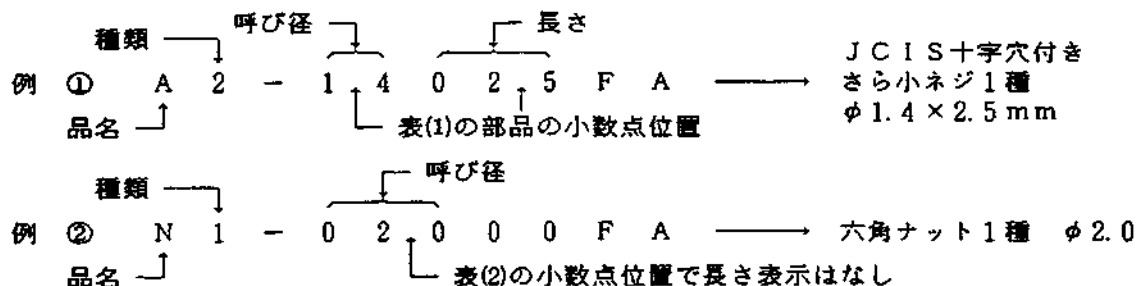 呼び径 長さ
種類
例 ① A 2 - 1 4 0 2 5 F A → JCIS十字穴付き
さら小ネジ1種
φ1.4×2.5mm
品名 表(1)の部品の小数点位置
種類 呼び径
例 ② N 1 - 0 2 0 0 0 F A → 六角ナット1種 φ2.0
品名 表(2)の小数点位置で長さ表示はなし